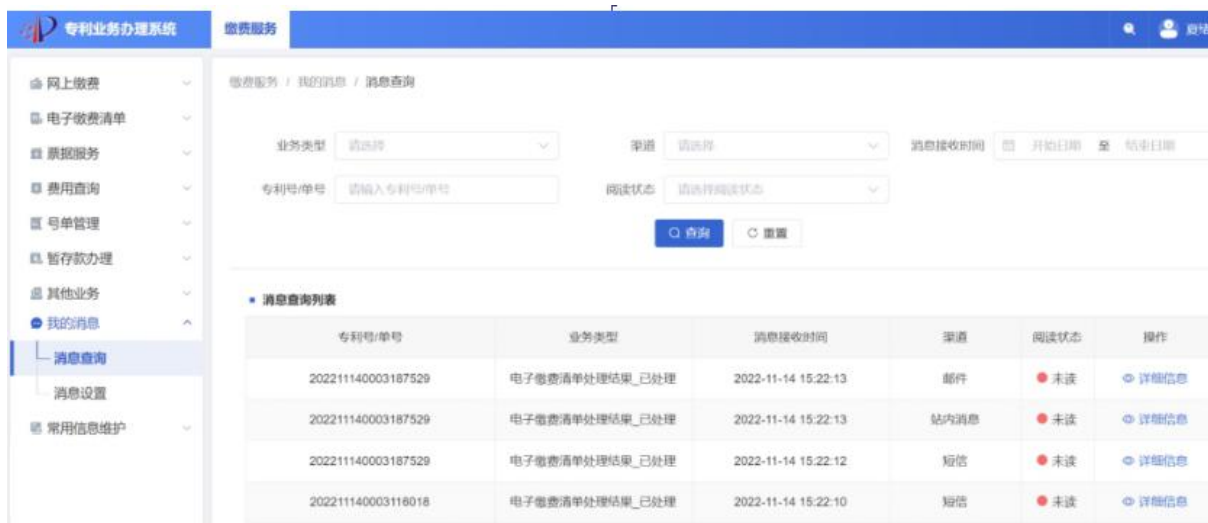 专利业务办理系统
缴费服务
网上缴费
电子缴费清单
票据服务
费用查询
号单管理
暂存款办理
其他业务
我的消息
消息查询
消息设置
常用信息维护
缴费服务 / 我的消息 / 消息查询
业务类型 请选择
渠道 请选择
消息接收时间 开始日期 至 结束日期
专利号/单号 请输入专利号/单号
阅读状态 请选择阅读状态
查询 重置
消息查询列表
专利号/单号 业务类型 消息接收时间 渠道 阅读状态 操作
202211140003187529 电子缴费清单处理结果_已处理 2022-11-14 15:22:13 邮件 未读 详细信息
202211140003187529 电子缴费清单处理结果_已处理 2022-11-14 15:22:13 站内消息 未读 详细信息
202211140003187529 电子缴费清单处理结果_已处理 2022-11-14 15:22:12 短信 未读 详细信息
202211140003116018 电子缴费清单处理结果_已处理 2022-11-14 15:22:10 短信 未读 详细信息